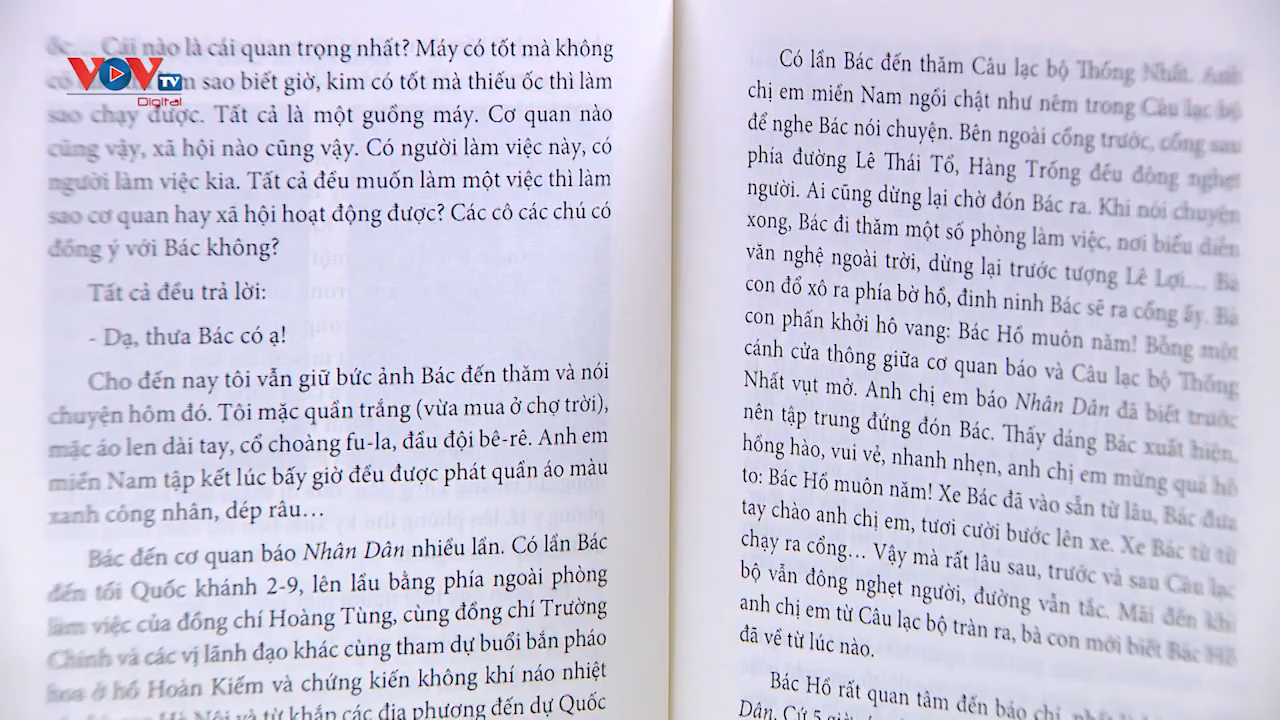 ốc... Cái nào là cái quan trọng nhất? Máy có tốt mà không
VOV TV
Digital
sao biết giờ, kim có tốt mà thiếu ốc thì làm
sao chạy được. Tất cả là một guồng máy. Cơ quan nào
cũng vậy, xã hội nào cũng vậy. Có người làm việc này, có
người làm việc kia. Tất cả đều muốn làm một việc thì làm
sao cơ quan hay xã hội hoạt động được? Các cô các chú có
đồng ý với Bác không?
Tất cả đều trả lời:
- Dạ, thưa Bác có ạ!
Cho đến nay tôi vẫn giữ bức ảnh Bác đến thăm và nói
chuyện hôm đó. Tôi mặc quần trắng (vừa mua ở chợ trời),
mặc áo len dài tay, cổ choàng fu-la, đầu đội bê-rê. Anh em
miền Nam tập kết lúc bấy giờ đều được phát quần áo màu
xanh công nhân, dép râu...
Bác đến cơ quan báo Nhân Dân nhiều lần. Có lần Bác
đến tối Quốc khánh 2-9, lên lầu bằng phía ngoài phòng
làm việc của đồng chí Hoàng Tùng, cùng đồng chí Trường
Chinh và các vị lãnh đạo khác cùng tham dự buổi bắn pháo
hoa ở hồ Hoàn Kiếm và chứng kiến không khí náo nhiệt
Hà Nội và từ khắp các địa phương đến dự Quốc
Có lần Bác đến thăm Câu lạc bộ Thống Nhất. Anh
chị em miền Nam ngồi chật như nêm trong Câu lạc bộ
để nghe Bác nói chuyện. Bên ngoài cổng trước, cổng sau
phía đường Lê Thái Tổ, Hàng Trống đều đông nghẹt
người. Ai cũng dừng lại chờ đón Bác ra. Khi nói chuyện
xong, Bác đi thăm một số phòng làm việc, nơi biểu diễn
văn nghệ ngoài trời, dừng lại trước tượng Lê Lợi.... Bà
con đổ xô ra phía bờ hồ, đinh ninh Bác sẽ ra cổng ấy. Bà
con phấn khởi hô vang: Bác Hồ muôn năm! Bỗng một
cánh cửa thông giữa cơ quan báo và Câu lạc bộ Thống
Nhất vụt mở. Anh chị em báo Nhân Dân đã biết trước
nên tập trung đứng đón Bác. Thấy dáng Bác xuất hiện,
hồng hào, vui vẻ, nhanh nhẹn, anh chị em mừng quá hô
to: Bác Hồ muôn năm! Xe Bác đã vào sẵn từ lâu, Bác đưa
tay chào anh chị em, tươi cười bước lên xe. Xe Bác từ từ
chạy ra cổng... Vậy mà rất lâu sau, trước và sau Câu lạc
bộ vẫn đông nghẹt người, đường vẫn tắc. Mãi đến khi
anh chị em từ Câu lạc bộ tràn ra, bà con mới biết Bác Hồ
đã về từ lúc nào.
Bác Hồ rất quan tâm đến báo chí,
Dân. Cứ 5 giờ